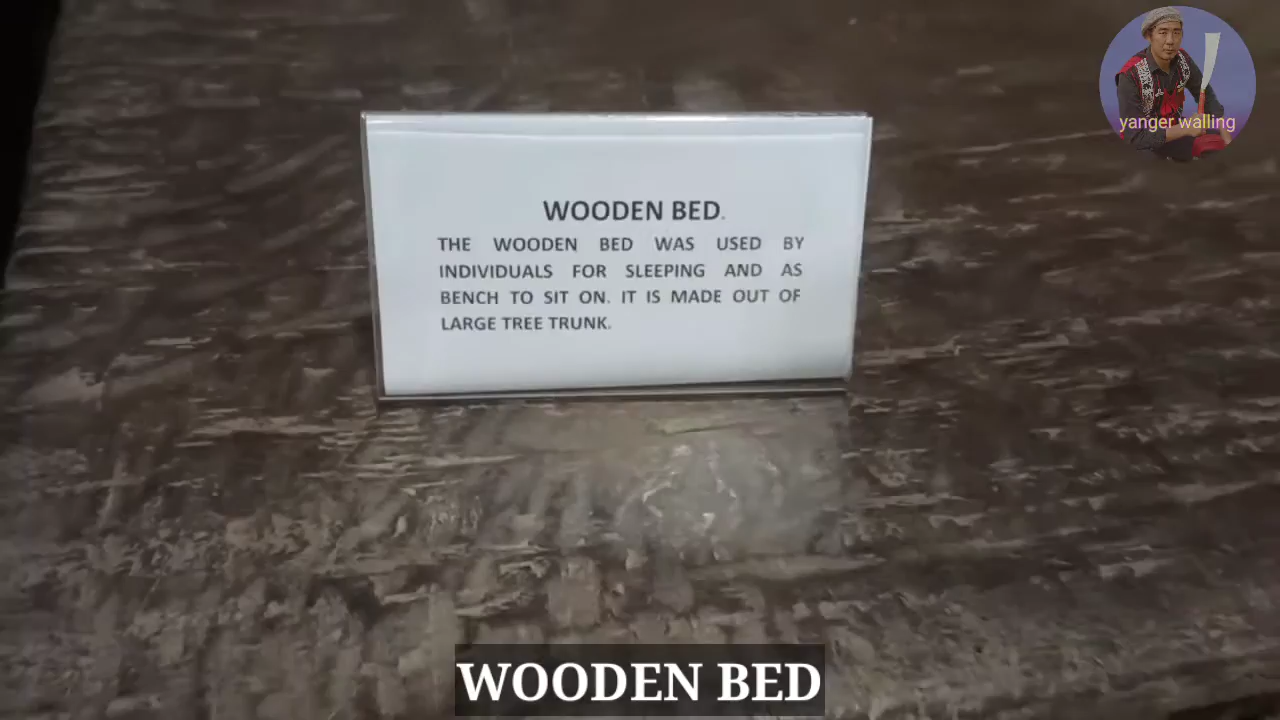 yanger walling
WOODEN BED.
THE WOODEN BED WAS USED BY
INDIVIDUALS FOR SLEEPING AND AS
BENCH TO SIT ON. IT IS MADE OUT OF
LARGE TREE TRUNK.
WOODEN BED